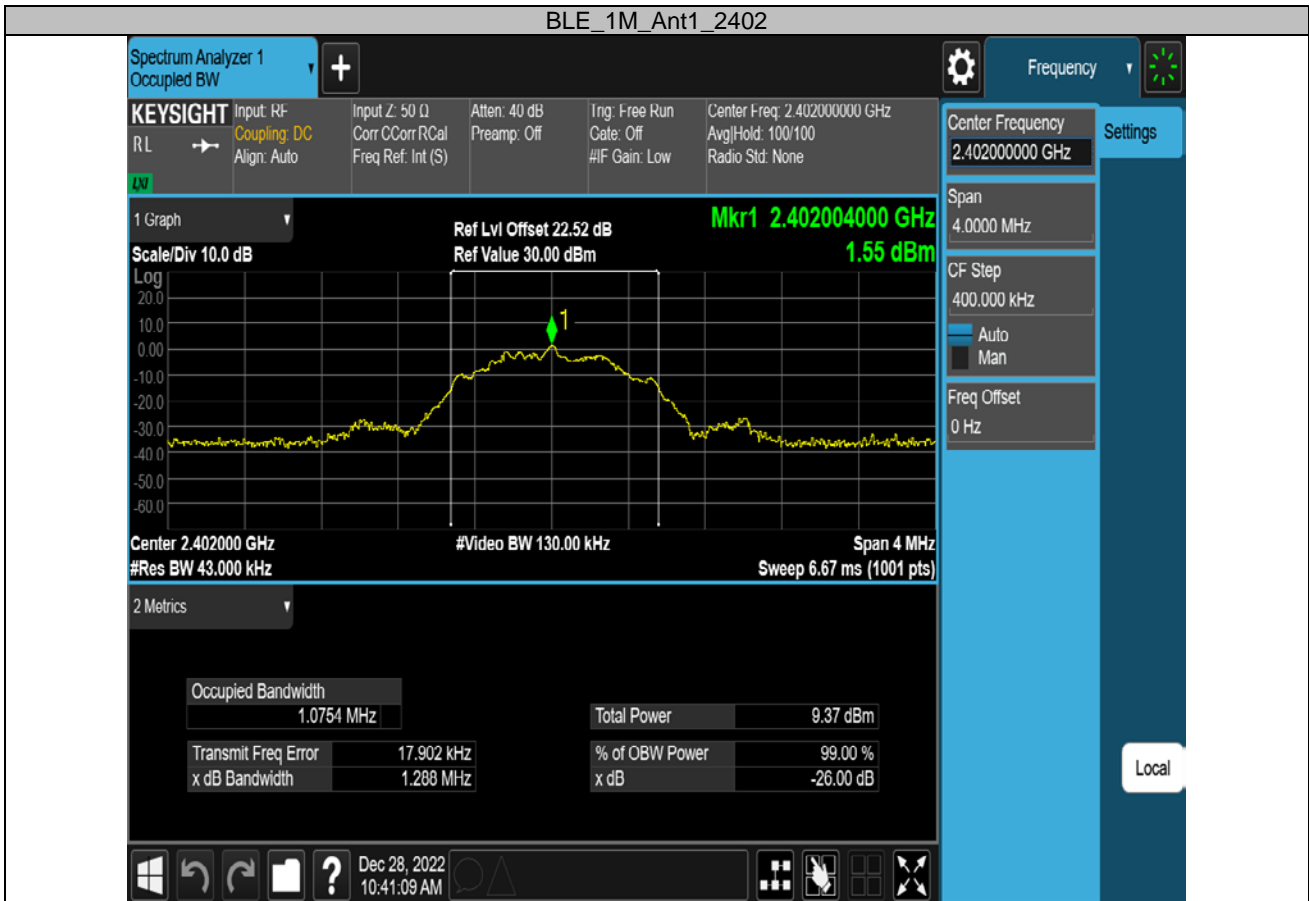 BLE_1M_Ant1_2402
Spectrum Analyzer 1
Occupied BW
Frequency
KEYSIGHT
RL
LXI
Input: RF
Coupling: DC
Align: Auto
Input Z: 50 Ω
Corr CCorr RCal
Freq Ref: Int (S)
Atten: 40 dB
Preamp: Off
Trig: Free Run
Gate: Off
#IF Gain: Low
Center Freq: 2.402000000 GHz
Avg|Hold: 100/100
Radio Std: None
Center Frequency
2.402000000 GHz
Settings
Span
4.0000 MHz
CF Step
400.000 kHz
Auto
Man
Freq Offset
0 Hz
Local
1 Graph
Scale/Div 10.0 dB
Ref Lvl Offset 22.52 dB
Ref Value 30.00 dBm
Mkr1 2.402004000 GHz
1.55 dBm
Log
20.0
10.0
0.00
-10.0
-20.0
-30.0
-40.0
-50.0
-60.0
1
Center 2.402000 GHz
#Res BW 43.000 kHz
#Video BW 130.00 kHz
Span 4 MHz
Sweep 6.67 ms (1001 pts)
2 Metrics
Occupied Bandwidth
1.0754 MHz
Total Power 9.37 dBm
Transmit Freq Error 17.902 kHz
% of OBW Power 99.00 %
x dB Bandwidth 1.288 MHz
x dB -26.00 dB
?
Dec 28, 2022
10:41:09 AM